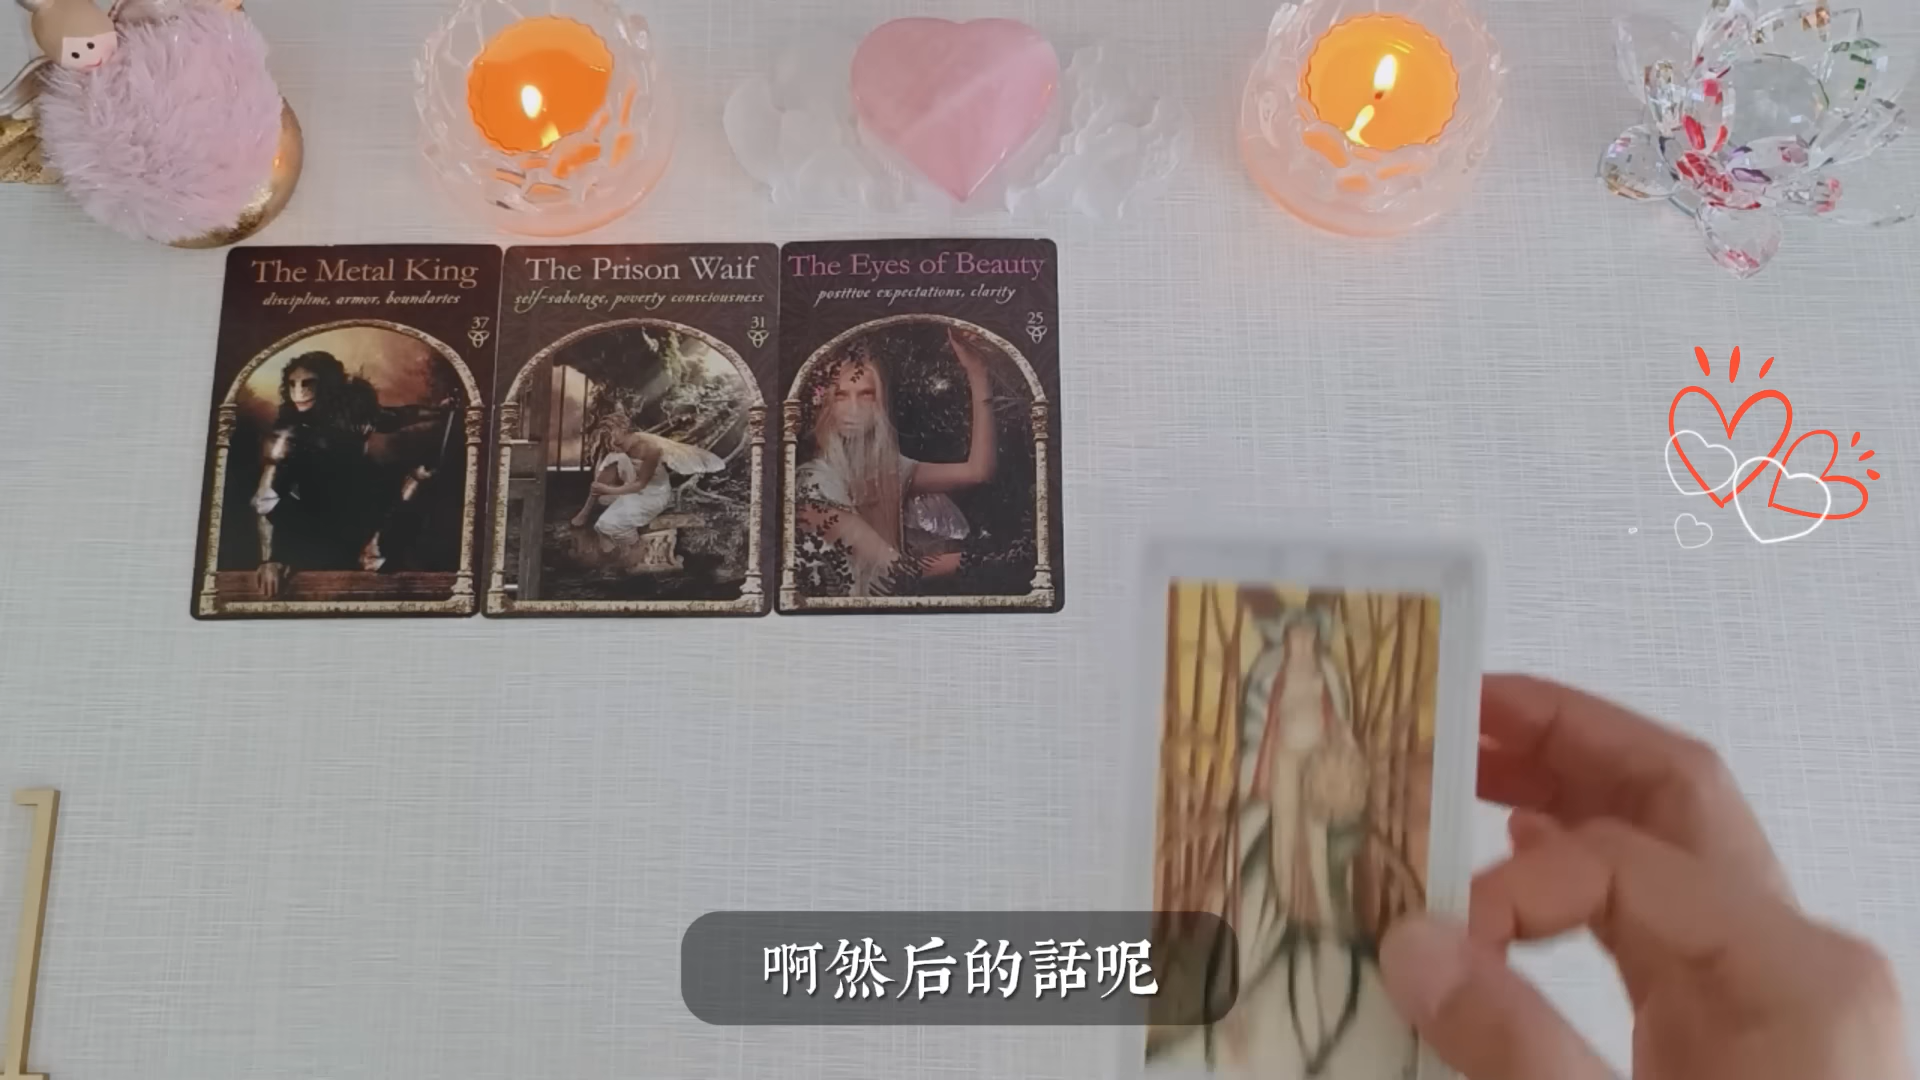 The Metal King
discipline, armor, boundaries
37
The Prison Waif
self-sabotage, poverty consciousness
31
The Eyes of Beauty
positive expectations, clarity
25
1
啊然后的話呢